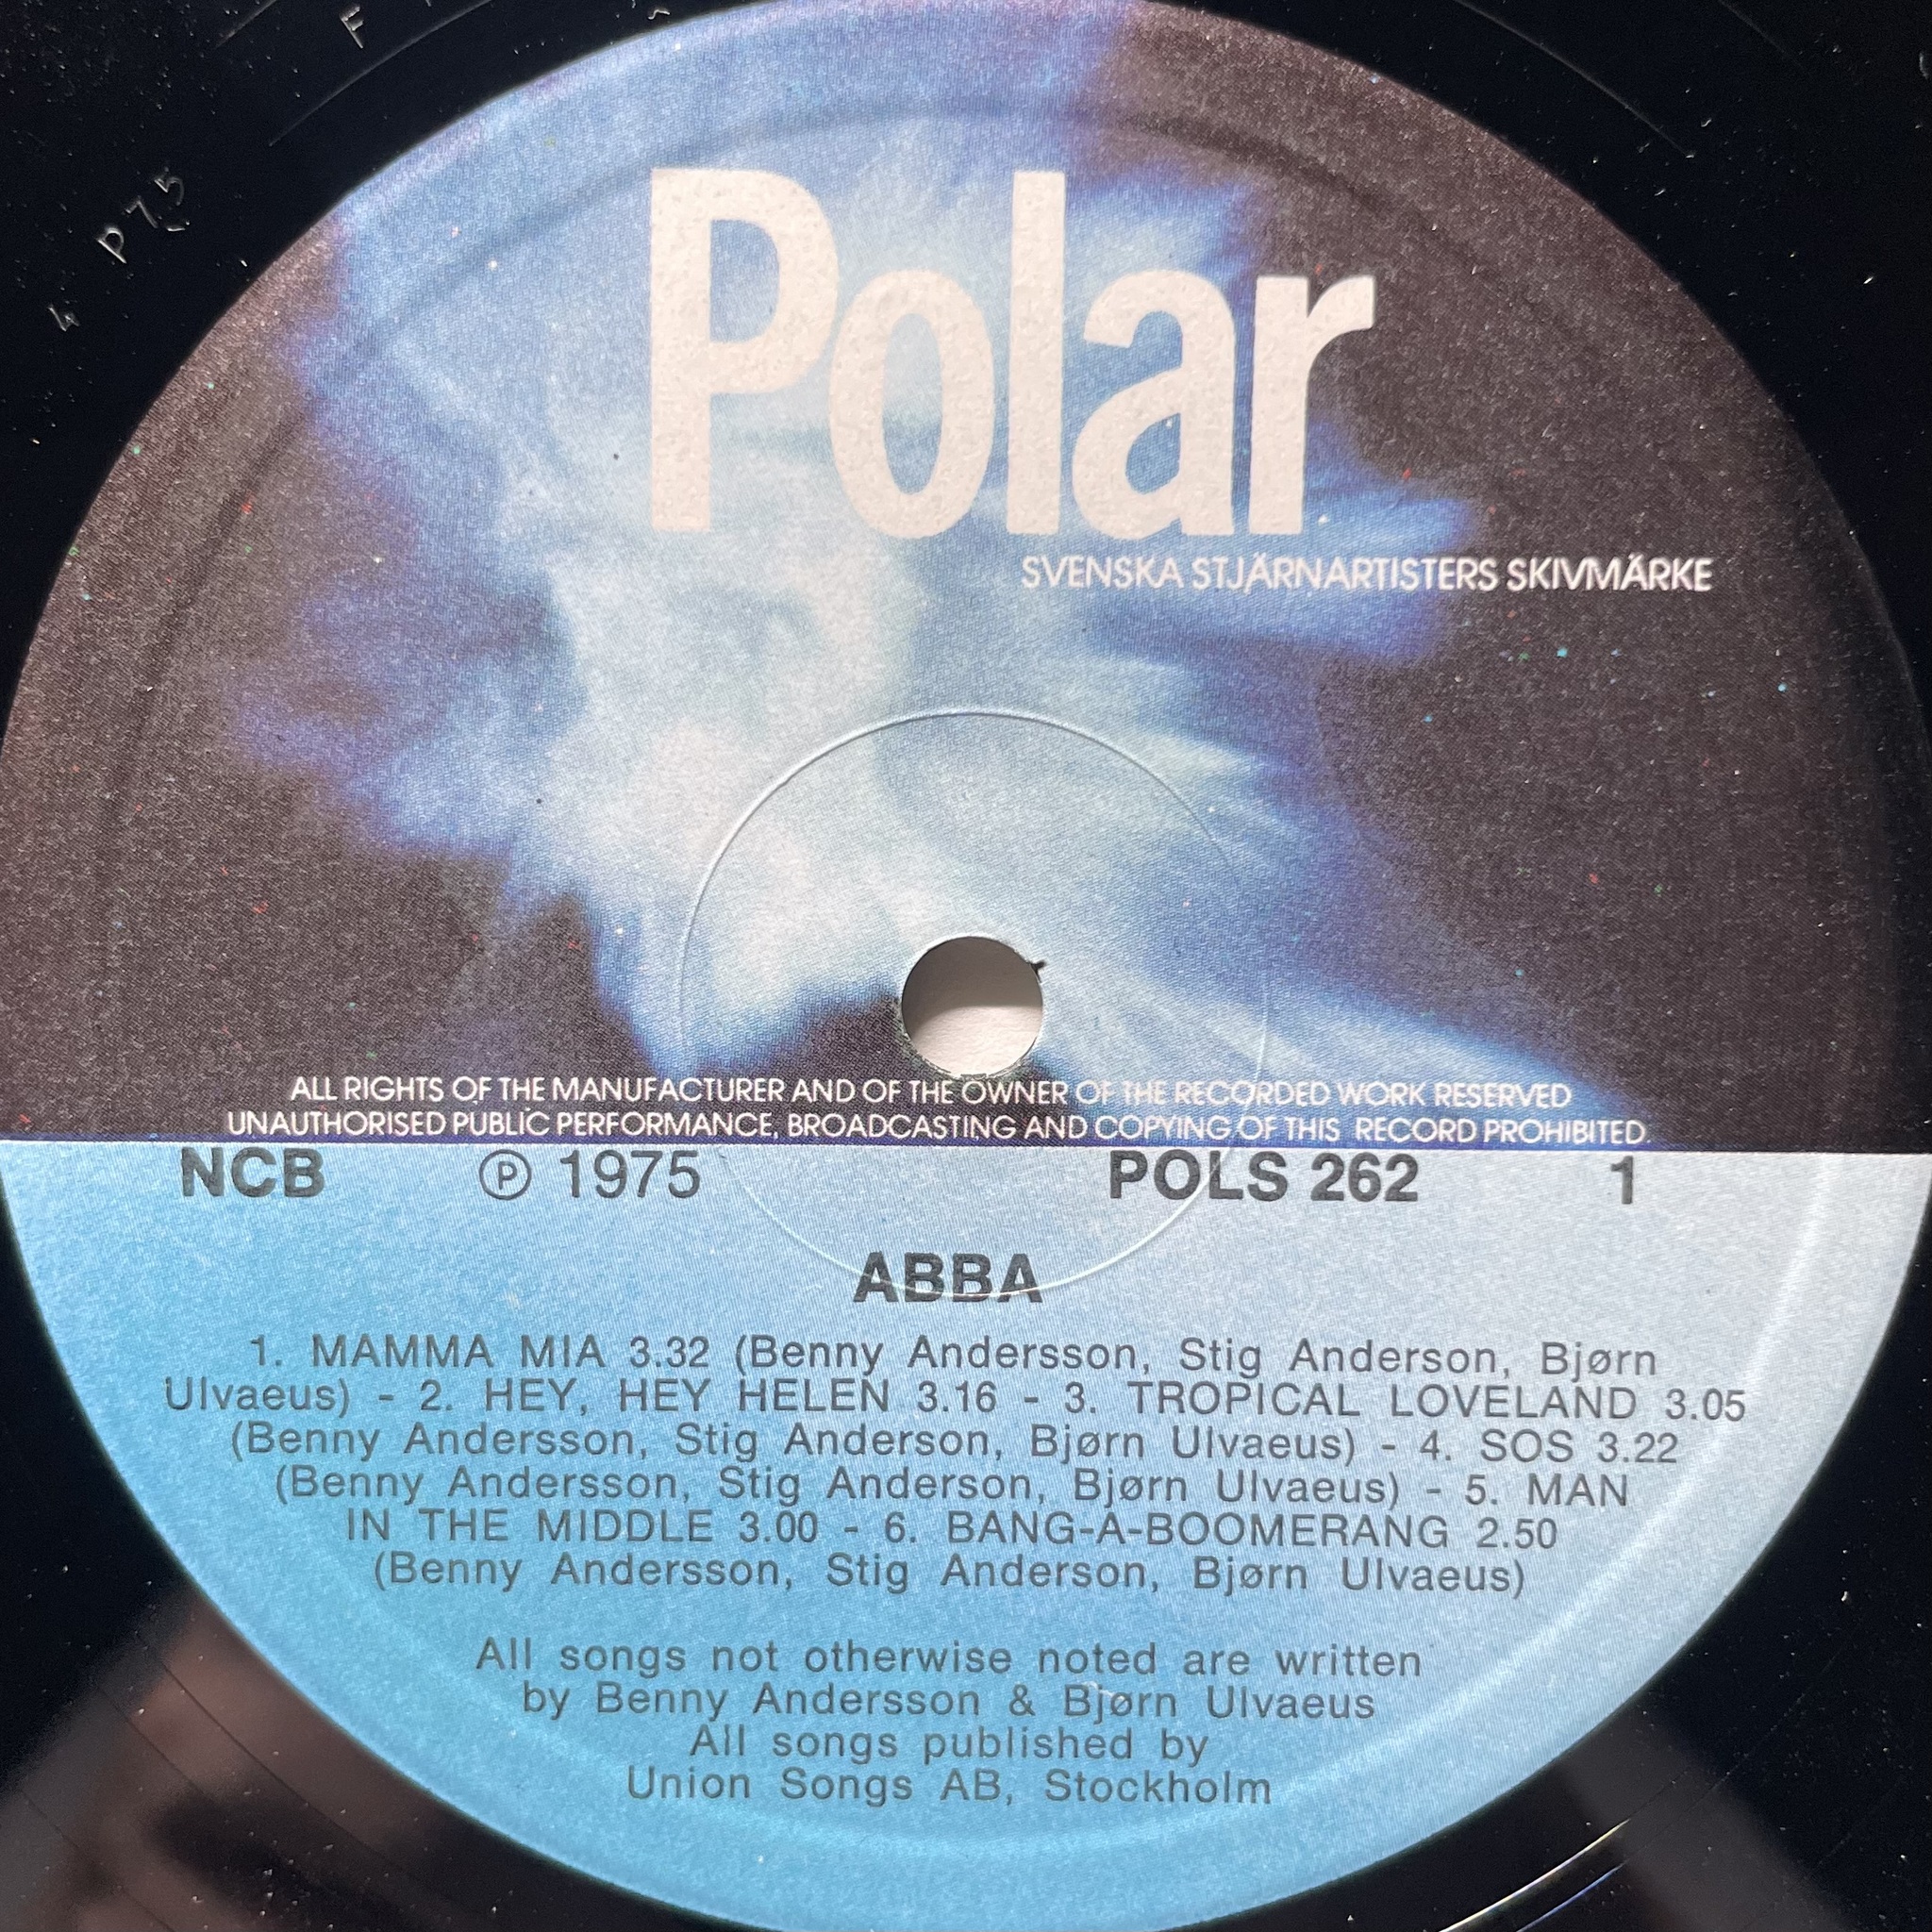 F
4 P75
Polar
SVENSKA STJÄRNARTISTERS SKIVMÄRKE
ALL RIGHTS OF THE MANUFACTURER AND OF THE OWNER OF THE RECORDED WORK RESERVED
UNAUTHORISED PUBLIC PERFORMANCE, BROADCASTING AND COPYING OF THIS RECORD PROHIBITED.
NCB ℗ 1975 POLS 262 1
ABBA
1. MAMMA MIA 3.32 (Benny Andersson, Stig Anderson, Bjørn
Ulvaeus) - 2. HEY, HEY HELEN 3.16 - 3. TROPICAL LOVELAND 3.05
(Benny Andersson, Stig Anderson, Bjørn Ulvaeus) - 4. SOS 3.22
(Benny Andersson, Stig Anderson, Bjørn Ulvaeus) - 5. MAN
IN THE MIDDLE 3.00 - 6. BANG-A-BOOMERANG 2.50
(Benny Andersson, Stig Anderson, Bjørn Ulvaeus)
All songs not otherwise noted are written
by Benny Andersson & Bjørn Ulvaeus
All songs published by
Union Songs AB, Stockholm